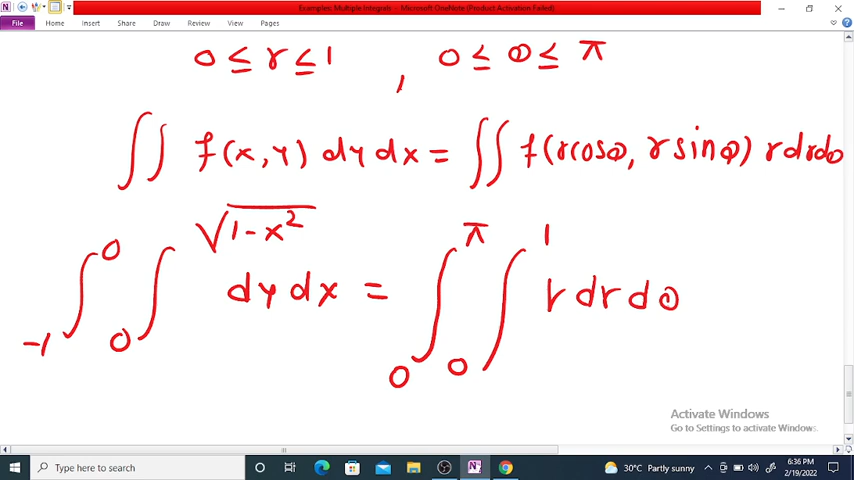 Examples: Multiple Integrals -- Microsoft OneNote (Product Activation Failed)
File Home Insert Share Draw Review View Pages
0 ≤ r ≤ 1 , 0 ≤ θ ≤ π
∫∫ f(x,y) dy dx = ∫∫ f(rcosθ, r sinθ) r dr dθ
∫_{-1}^{0} ∫_{0}^{√(1-x²)} dy dx = ∫_{0}^{π} ∫_{0}^{1} r dr dθ
Activate Windows
Go to Settings to activate Windows.
Type here to search
30°C Partly sunny
6:36 PM
2/19/2022